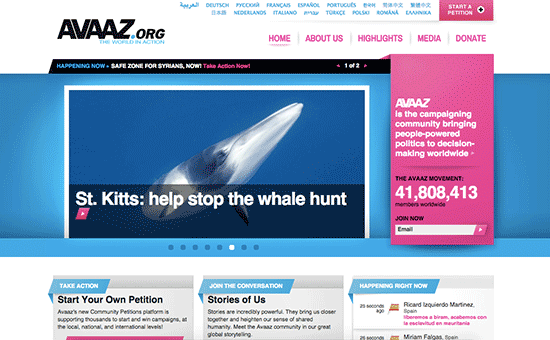 العربية DEUTSCH РУССКИЙ ESPAÑOL PORTUGUÊS FRANÇAIS 한국어 简体中文 繁體中文
日本語 NEDERLANDS ITALIANO עברית TÜRKÇE POLSKI ROMÂNĂ ΕΛΛΗΝΙΚΑ
START A
PETITION
AVAAZ.ORG
THE WORLD IN ACTION
HOME ABOUT US HIGHLIGHTS MEDIA DONATE
HAPPENING NOW SAFE ZONE FOR SYRIANS, NOW! Take Action Now!
1 of 2
AVAAZ
is the campaigning
community bringing
people-powered
politics to decision-
making worldwide
THE AVAAZ MOVEMENT:
41,808,413
members worldwide
JOIN NOW
Email
St. Kitts: help stop the whale hunt
TAKE ACTION
Start Your Own Petition
Avaaz's new Community Petitions platform is
supporting thousands to start and win campaigns, at
the local, national, and international levels!
JOIN THE CONVERSATION
Stories of Us
Stories are incredibly powerful. They bring us closer
together and heighten our sense of shared
humanity. Meet the Avaaz community in our great
global storytelling.
HAPPENING RIGHT NOW
25 seconds
ago
Ricardo Izquierdo Martinez,
Spain
liberemos a biram, acabemos con
la esclavitud en mauritania
25 seconds
Miriam Falgas, Spain